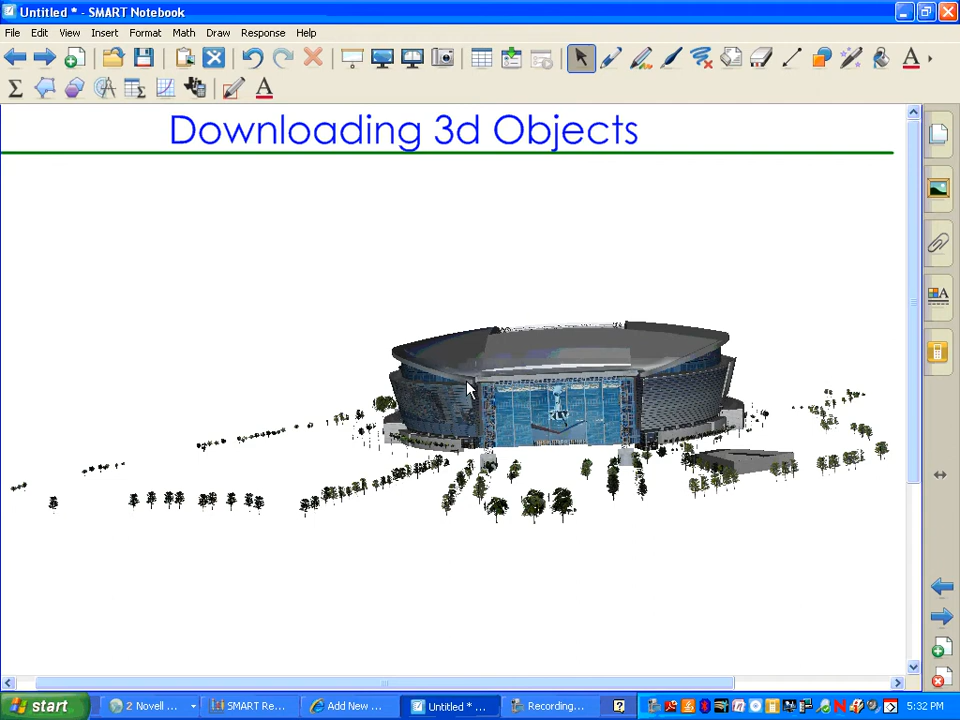 Untitled * - SMART Notebook
File Edit View Insert Format Math Draw Response Help
Downloading 3d Objects
XLV
start 2 Novell ... SMART Re... Add New ... Untitled * ... Recording... 5:32 PM